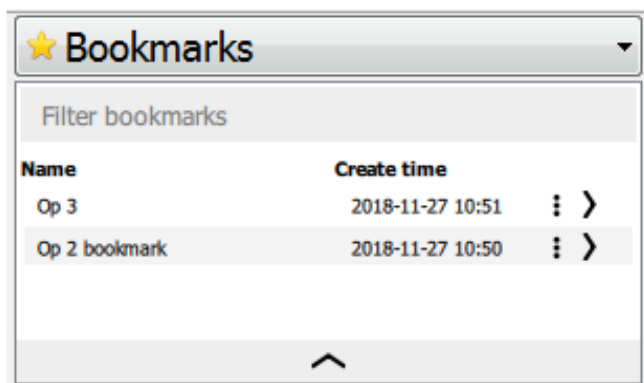 Bookmarks
Filter bookmarks
Name Create time
Op 3 2018-11-27 10:51
Op 2 bookmark 2018-11-27 10:50